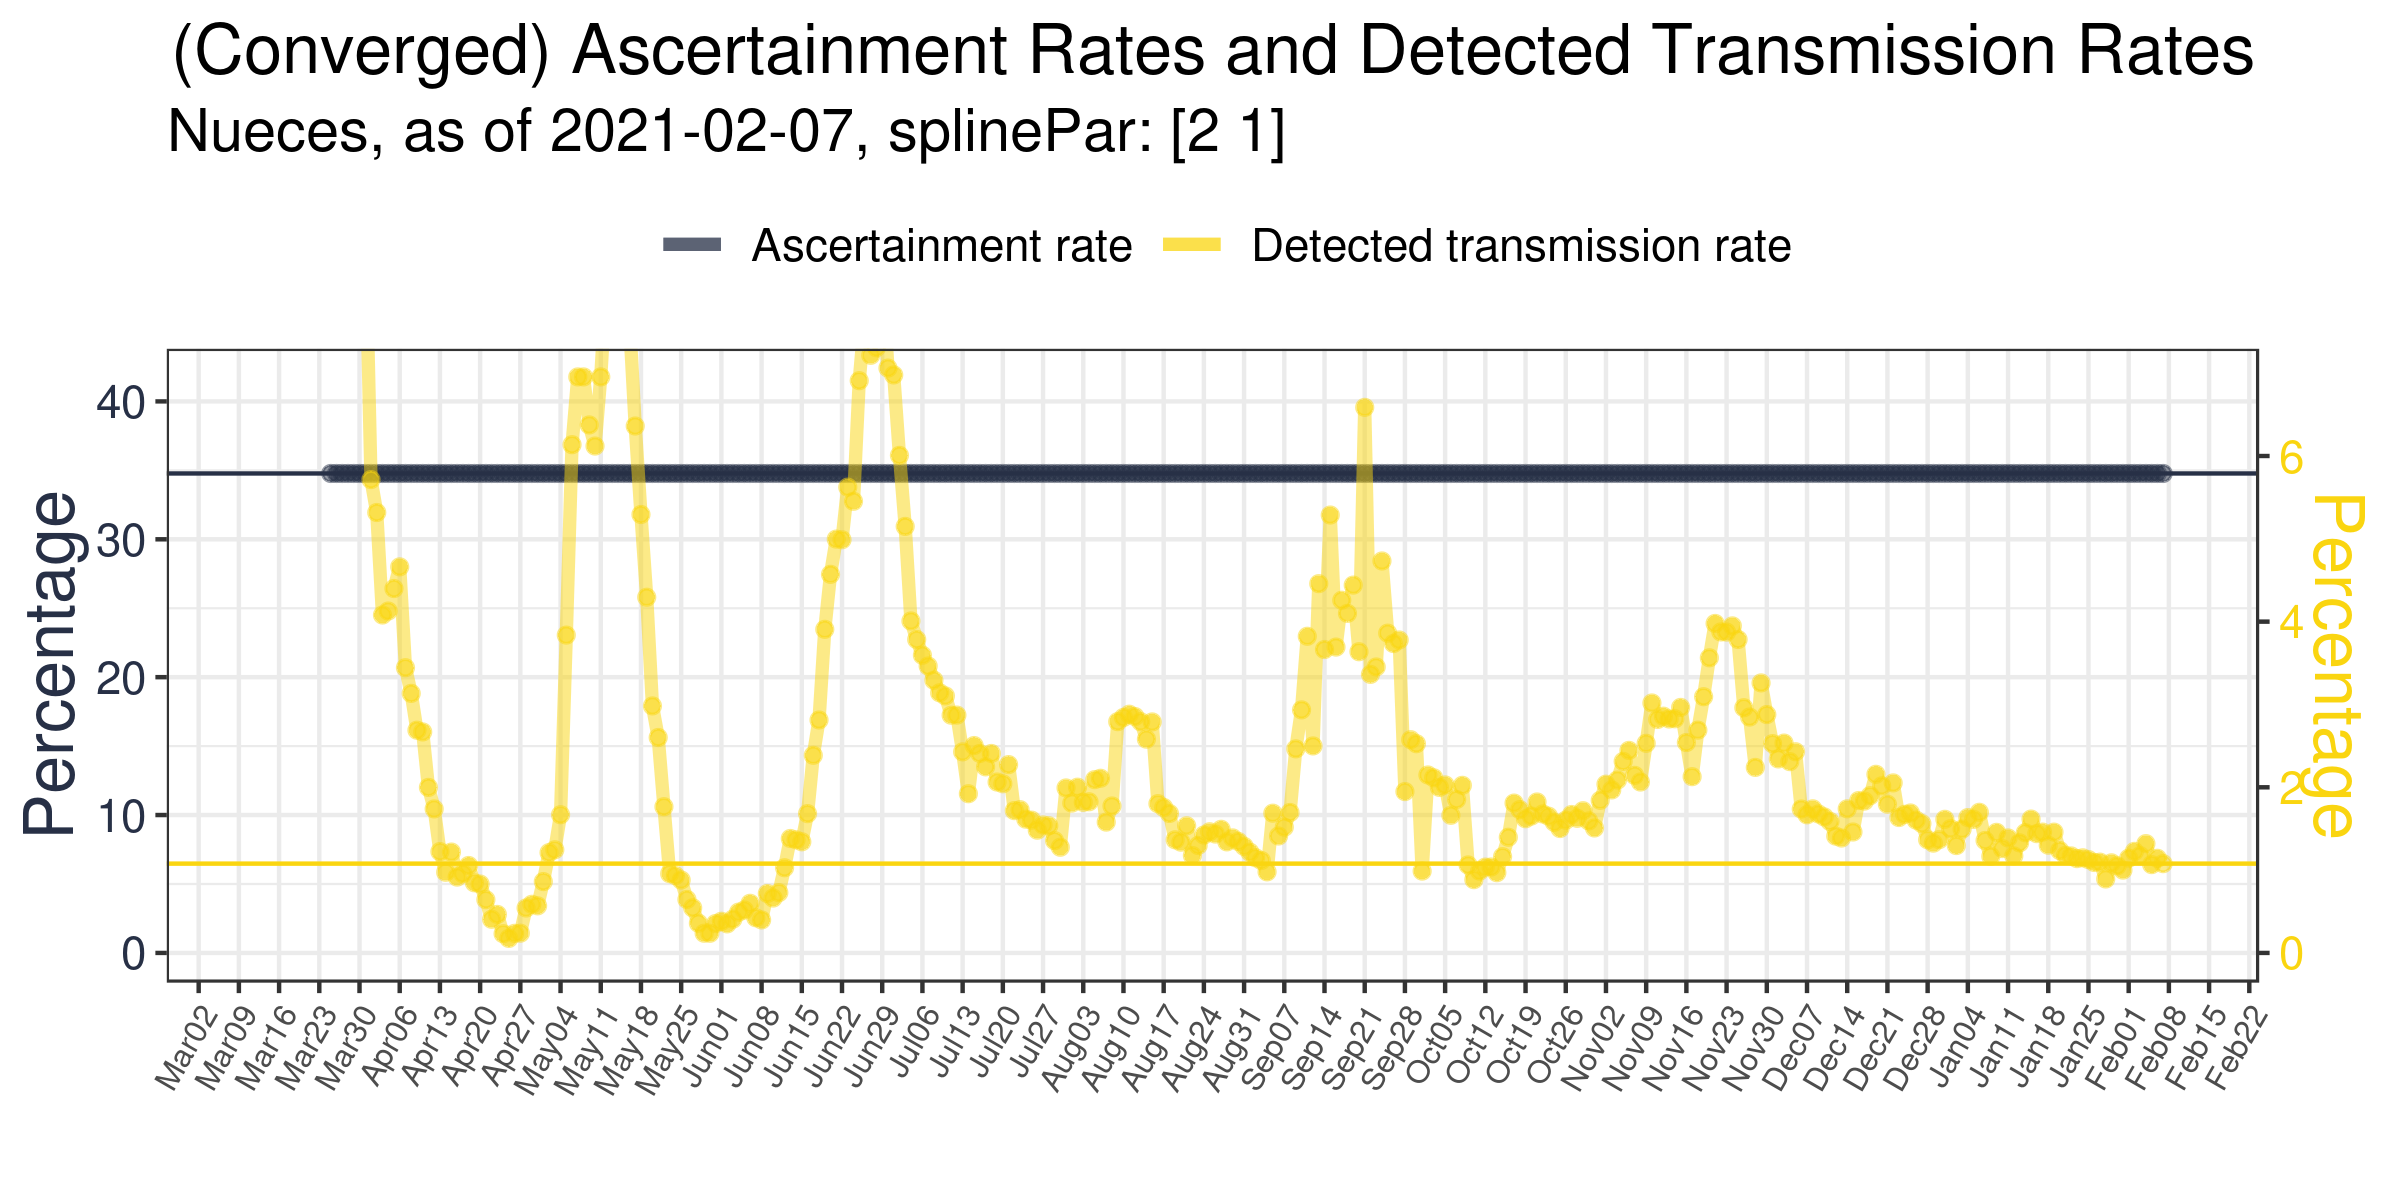 (Converged) Ascertainment Rates and Detected Transmission Rates
Nueces, as of 2021-02-07, splinePar: [2 1]
Ascertainment rate
Detected transmission rate
Percentage
40
30
20
10
0
6
4
2
0
Percentage
Mar02
Mar09
Mar16
Mar23
Mar30
Apr06
Apr13
Apr20
Apr27
May04
May11
May18
May25
Jun01
Jun08
Jun15
Jun22
Jun29
Jul06
Jul13
Jul20
Jul27
Aug03
Aug10
Aug17
Aug24
Aug31
Sep07
Sep14
Sep21
Sep28
Oct05
Oct12
Oct19
Oct26
Nov02
Nov09
Nov16
Nov23
Nov30
Dec07
Dec14
Dec21
Dec28
Jan04
Jan11
Jan18
Jan25
Feb01
Feb08
Feb15
Feb22